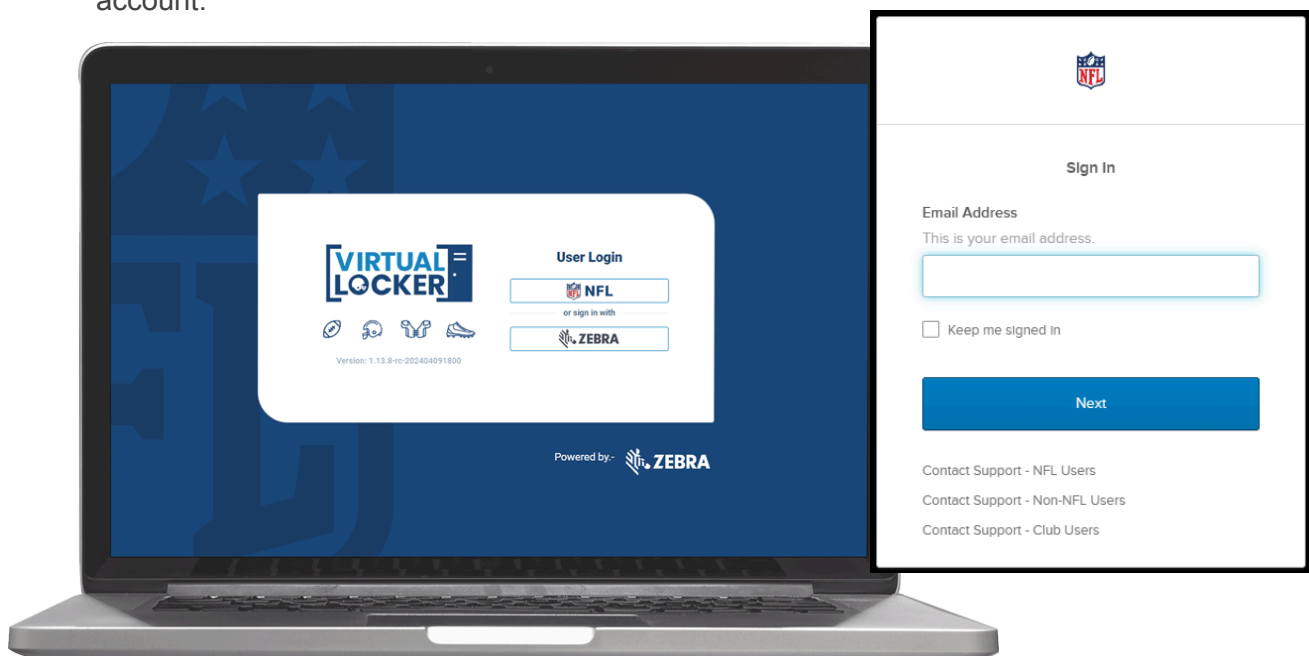 account.
VIRTUAL
LOCKER
Version: 1.13.8-rc-202404091800
User Login
NFL
or sign in with
ZEBRA
Powered by.- ZEBRA
NFL
Sign In
Email Address
This is your email address.
Keep me signed in
Next
Contact Support - NFL Users
Contact Support - Non-NFL Users
Contact Support - Club Users